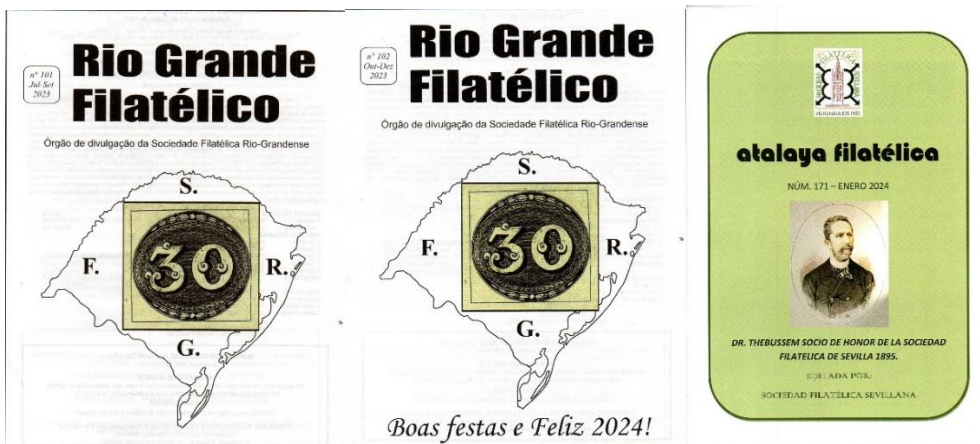 nº 101
Jul-Set
2023
Rio Grande
Filatélico
Órgão de divulgação da Sociedade Filatélica Rio-Grandense
S.
F.
30
R.
G.
nº 102
Out-Dez
2023
Rio Grande
Filatélico
Órgão de divulgação da Sociedade Filatélica Rio-Grandense
S.
F.
30
R.
G.
Boas festas e Feliz 2024!
atalaya filatélica
NÚM. 171 – ENERO 2024
DR. THEBUSSEM SOCIO DE HONOR DE LA SOCIEDAD
FILATELICA DE SEVILLA 1895.
EDITADA POR:
SOCIEDAD FILATÉLICA SEVILLANA